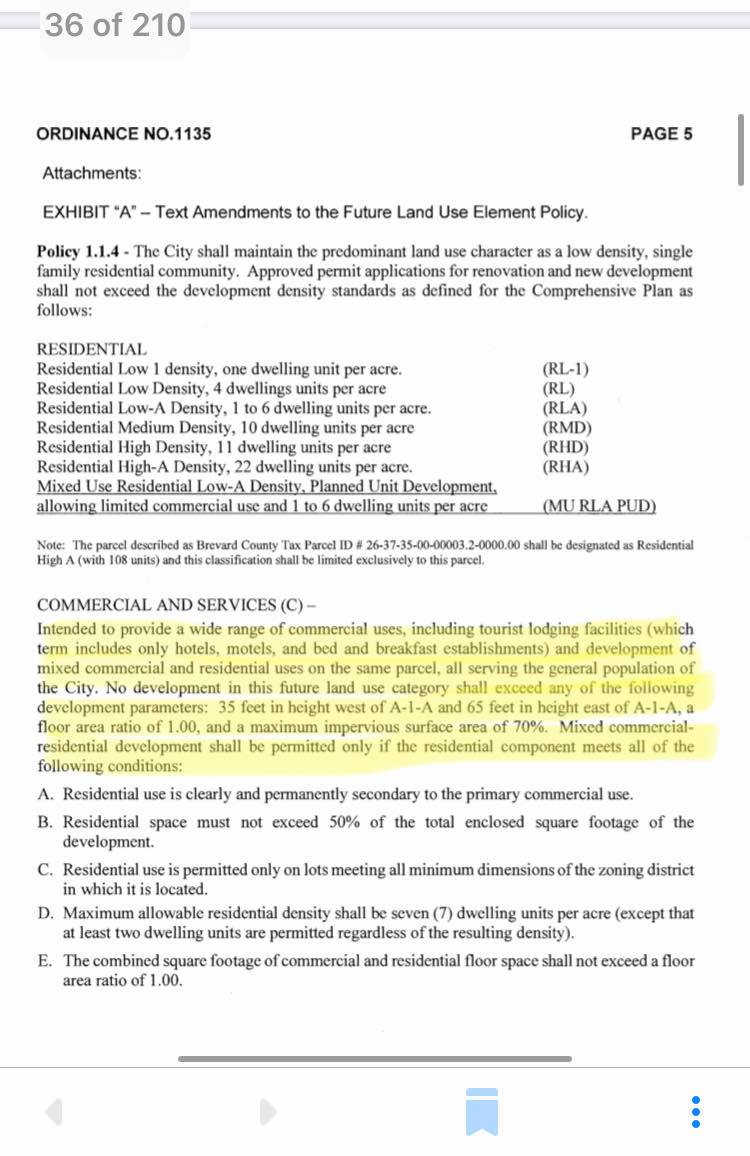 36 of 210
ORDINANCE NO.1135 PAGE 5
Attachments:
EXHIBIT “A” – Text Amendments to the Future Land Use Element Policy.
Policy 1.1.4 - The City shall maintain the predominant land use character as a low density, single
family residential community. Approved permit applications for renovation and new development
shall not exceed the development density standards as defined for the Comprehensive Plan as
follows:
RESIDENTIAL
Residential Low 1 density, one dwelling unit per acre. (RL-1)
Residential Low Density, 4 dwellings units per acre (RL)
Residential Low-A Density, 1 to 6 dwelling units per acre. (RLA)
Residential Medium Density, 10 dwelling units per acre (RMD)
Residential High Density, 11 dwelling units per acre (RHD)
Residential High-A Density, 22 dwelling units per acre. (RHA)
Mixed Use Residential Low-A Density, Planned Unit Development,
allowing limited commercial use and 1 to 6 dwelling units per acre (MU RLA PUD)
Note: The parcel described as Brevard County Tax Parcel ID # 26-37-35-00-00003.2-0000.00 shall be designated as Residential
High A (with 108 units) and this classification shall be limited exclusively to this parcel.
COMMERCIAL AND SERVICES (C) –
Intended to provide a wide range of commercial uses, including tourist lodging facilities (which
term includes only hotels, motels, and bed and breakfast establishments) and development of
mixed commercial and residential uses on the same parcel, all serving the general population of
the City. No development in this future land use category shall exceed any of the following
development parameters: 35 feet in height west of A-1-A and 65 feet in height east of A-1-A, a
floor area ratio of 1.00, and a maximum impervious surface area of 70%. Mixed commercial-
residential development shall be permitted only if the residential component meets all of the
following conditions:
A. Residential use is clearly and permanently secondary to the primary commercial use.
B. Residential space must not exceed 50% of the total enclosed square footage of the
development.
C. Residential use is permitted only on lots meeting all minimum dimensions of the zoning district
in which it is located.
D. Maximum allowable residential density shall be seven (7) dwelling units per acre (except that
at least two dwelling units are permitted regardless of the resulting density).
E. The combined square footage of commercial and residential floor space shall not exceed a floor
area ratio of 1.00.